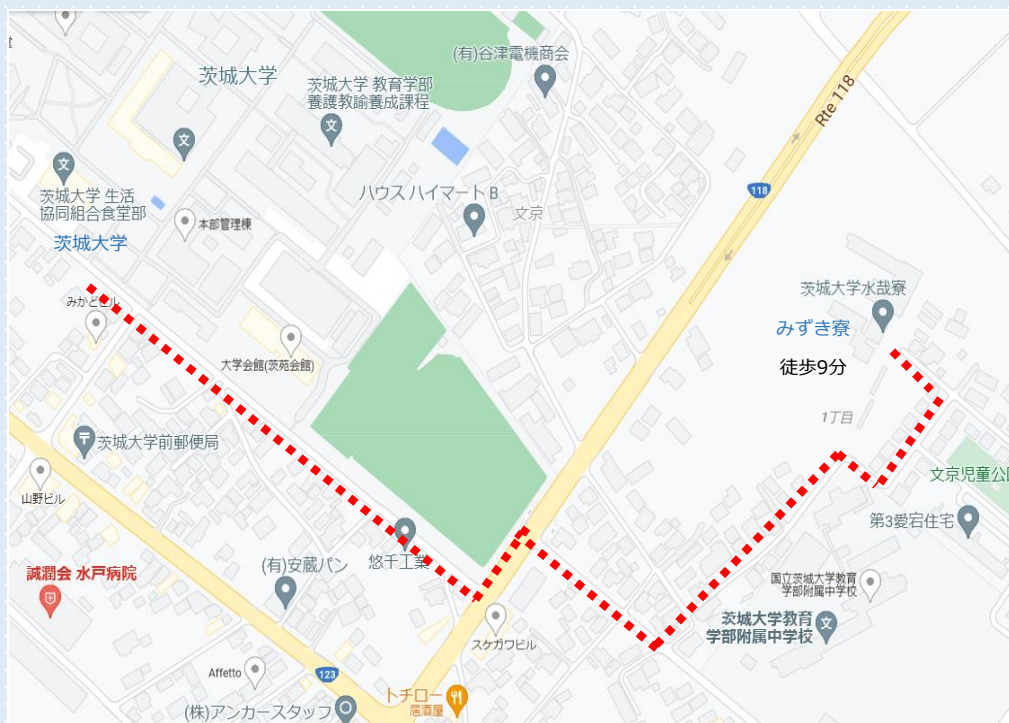 (有)谷津電機商会
茨城大学
茨城大学 教育学部
養護教諭養成課程
Rte 118
118
茨城大学 生活
協同組合食堂部
ハウス ハイマート B
文京
本部管理棟
茨城大学
みかどビル
茨城大学水哉寮
みずき寮
徒歩9分
大学会館(茨苑会館)
1丁目
茨城大学前郵便局
山野ビル
文京児童公園
第3愛宕住宅
(有)安蔵パン
悠千工業
誠潤会 水戸病院
国立茨城大学教育
学部附属中学校
茨城大学教育
学部附属中学校
スケガワビル
Affetto
123
トチロー
居酒屋
(株)アンカースタッフ